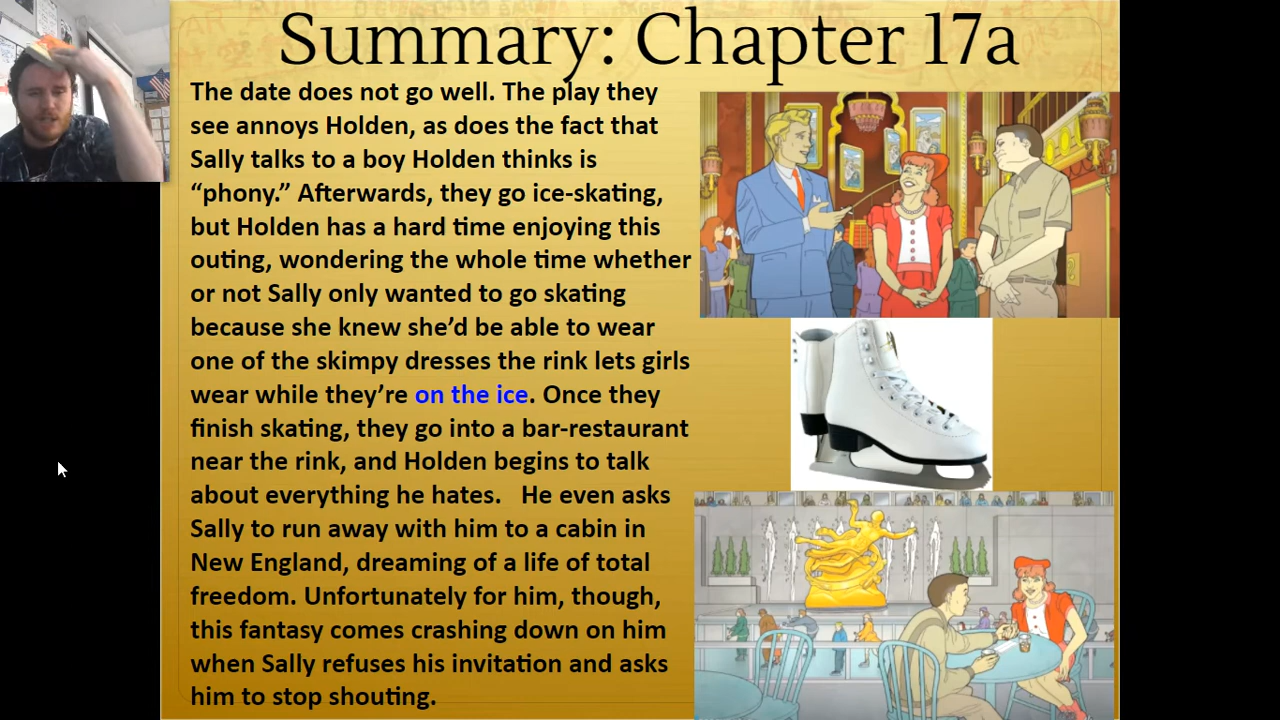 Summary: Chapter 17a
The date does not go well. The play they
see annoys Holden, as does the fact that
Sally talks to a boy Holden thinks is
“phony.” Afterwards, they go ice-skating,
but Holden has a hard time enjoying this
outing, wondering the whole time whether
or not Sally only wanted to go skating
because she knew she’d be able to wear
one of the skimpy dresses the rink lets girls
wear while they’re on the ice. Once they
finish skating, they go into a bar-restaurant
near the rink, and Holden begins to talk
about everything he hates.   He even asks
Sally to run away with him to a cabin in
New England, dreaming of a life of total
freedom. Unfortunately for him, though,
this fantasy comes crashing down on him
when Sally refuses his invitation and asks
him to stop shouting.